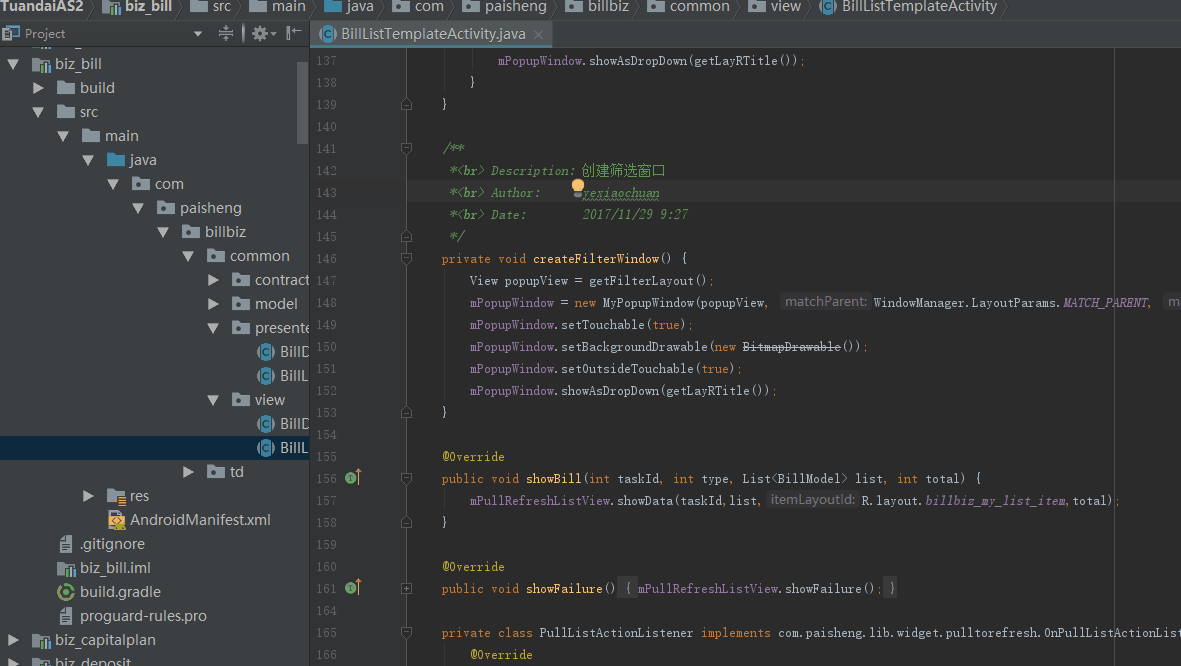 TuandaiAS2 biz_bill src main java com paisheng billbiz common view BillListTemplateActivity
Project
BillListTemplateActivity.java
biz_bill
build
src
main
java
com
paisheng
billbiz
common
contract
model
presente
BillD
BillL
view
BillD
BillL
td
res
AndroidManifest.xml
.gitignore
biz_bill.iml
build.gradle
proguard-rules.pro
biz_capitalplan
biz_deposit
137 mPopupWindow.showAsDropDown(getLayRTitle());
138 }
139 }
140
141 /**
142 *<br> Description: 创建筛选窗口
143 *<br> Author: yexiaochuan
144 *<br> Date: 2017/11/29 9:27
145 */
146 private void createFilterWindow() {
147 View popupView = getFilterLayout();
148 mPopupWindow = new MyPopupWindow(popupView, matchParent: WindowManager.LayoutParams.MATCH_PARENT, m
149 mPopupWindow.setTouchable(true);
150 mPopupWindow.setBackgroundDrawable(new BitmapDrawable());
151 mPopupWindow.setOutsideTouchable(true);
152 mPopupWindow.showAsDropDown(getLayRTitle());
153 }
154
155 @Override
156 public void showBill(int taskId, int type, List<BillModel> list, int total) {
157 mPullRefreshListView.showData(taskId,list, itemLayoutId: R.layout.billbiz_my_list_item,total);
158 }
159
160 @Override
161 public void showFailure() { mPullRefreshListView.showFailure(); }
164
165 private class PullListActionListener implements com.paisheng.lib.widget.pulltorefresh.OnPullListActionList
166 @Override